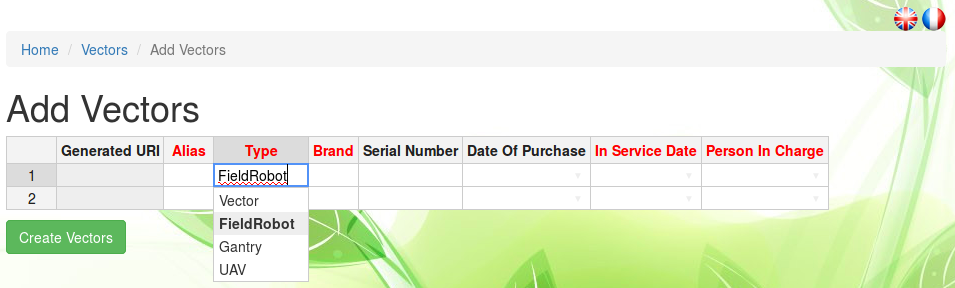 Home / Vectors / Add Vectors
Add Vectors
Generated URI Alias Type Brand Serial Number Date Of Purchase In Service Date Person In Charge
1 FieldRobot
2
Vector
FieldRobot
Gantry
UAV
Create Vectors